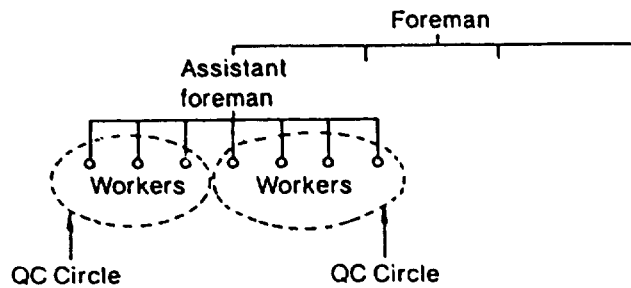 Foreman
Assistant
foreman
Workers Workers
QC Circle QC Circle